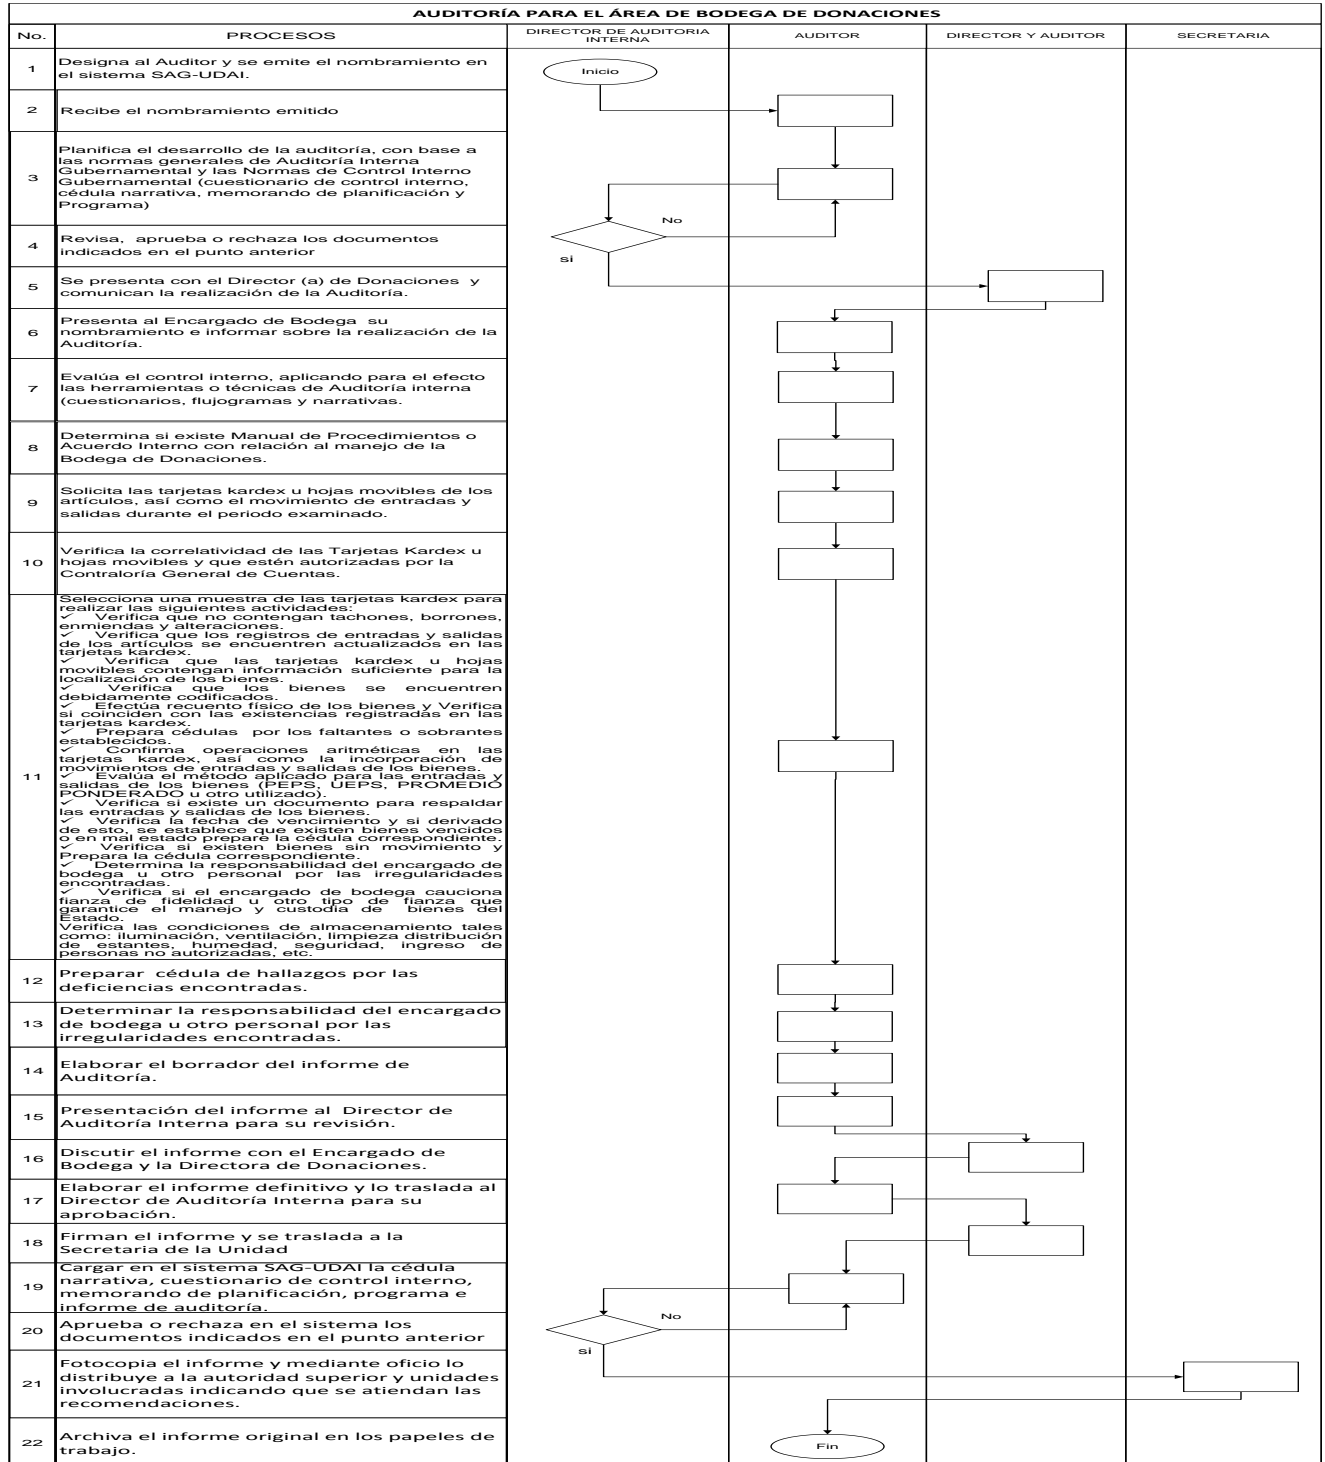 AUDITORÍA PARA EL ÁREA DE BODEGA DE DONACIONES
No.
PROCESOS
DIRECTOR DE AUDITORIA
INTERNA
AUDITOR
DIRECTOR Y AUDITOR
SECRETARIA
1
Designa al Auditor y se emite el nombramiento en
el sistema SAG-UDAI.
Inicio
2
Recibe el nombramiento emitido
3
Planifica el desarrollo de la auditoría, con base a
las normas generales de Auditoría Interna
Gubernamental y las Normas de Control Interno
Gubernamental (cuestionario de control interno,
cédula narrativa, memorando de planificación y
Programa)
No
4
Revisa, aprueba o rechaza los documentos
indicados en el punto anterior
si
5
Se presenta con el Director (a) de Donaciones y
comunican la realización de la Auditoría.
6
Presenta al Encargado de Bodega su
nombramiento e informar sobre la realización de la
Auditoría.
7
Evalúa el control interno, aplicando para el efecto
las herramientas o técnicas de Auditoría interna
(cuestionarios, flujogramas y narrativas.
8
Determina si existe Manual de Procedimientos o
Acuerdo Interno con relación al manejo de la
Bodega de Donaciones.
9
Solicita las tarjetas kardex u hojas movibles de los
artículos, así como el movimiento de entradas y
salidas durante el periodo examinado.
10
Verifica la correlatividad de las Tarjetas Kardex u
hojas movibles y que estén autorizadas por la
Contraloría General de Cuentas.
11
Selecciona una muestra de las tarjetas kardex para
realizar las siguientes actividades:
✓ Verifica que no contengan tachones, borrones,
enmiendas y alteraciones.
✓ Verifica que los registros de entradas y salidas
de los artículos se encuentren actualizados en las
tarjetas kardex.
✓ Verifica que las tarjetas kardex u hojas
movibles contengan información suficiente para la
localización de los bienes.
✓ Verifica que los bienes se encuentren
debidamente codificados.
✓ Efectúa recuento físico de los bienes y Verifica
si coinciden con las existencias registradas en las
tarjetas kardex.
✓ Prepara cédulas por los faltantes o sobrantes
establecidos.
✓ Confirma operaciones aritméticas en las
tarjetas kardex, así como la incorporación de
movimientos de entradas y salidas de los bienes.
✓ Evalúa el método aplicado para las entradas y
salidas de los bienes (PEPS, UEPS, PROMEDIO
PONDERADO u otro utilizado).
✓ Verifica si existe un documento para respaldar
las entradas y salidas de los bienes.
✓ Verifica la fecha de vencimiento y si derivado
de esto, se establece que existen bienes vencidos
o en mal estado prepare la cédula correspondiente.
✓ Verifica si existen bienes sin movimiento y
Prepara la cédula correspondiente.
✓ Determina la responsabilidad del encargado de
bodega u otro personal por las irregularidades
encontradas.
✓ Verifica si el encargado de bodega cauciona
fianza de fidelidad u otro tipo de fianza que
garantice el manejo y custodia de bienes del
Estado.
Verifica las condiciones de almacenamiento tales
como: iluminación, ventilación, limpieza distribución
de estantes, humedad, seguridad, ingreso de
personas no autorizadas, etc.
12
Preparar cédula de hallazgos por las
deficiencias encontradas.
13
Determinar la responsabilidad del encargado
de bodega u otro personal por las
irregularidades encontradas.
14
Elaborar el borrador del informe de
Auditoría.
15
Presentación del informe al Director de
Auditoría Interna para su revisión.
16
Discutir el informe con el Encargado de
Bodega y la Directora de Donaciones.
17
Elaborar el informe definitivo y lo traslada al
Director de Auditoría Interna para su
aprobación.
18
Firman el informe y se traslada a la
Secretaria de la Unidad
19
Cargar en el sistema SAG-UDAI la cédula
narrativa, cuestionario de control interno,
memorando de planificación, programa e
informe de auditoría.
No
20
Aprueba o rechaza en el sistema los
documentos indicados en el punto anterior
si
21
Fotocopia el informe y mediante oficio lo
distribuye a la autoridad superior y unidades
involucradas indicando que se atiendan las
recomendaciones.
22
Archiva el informe original en los papeles de
trabajo.
Fin